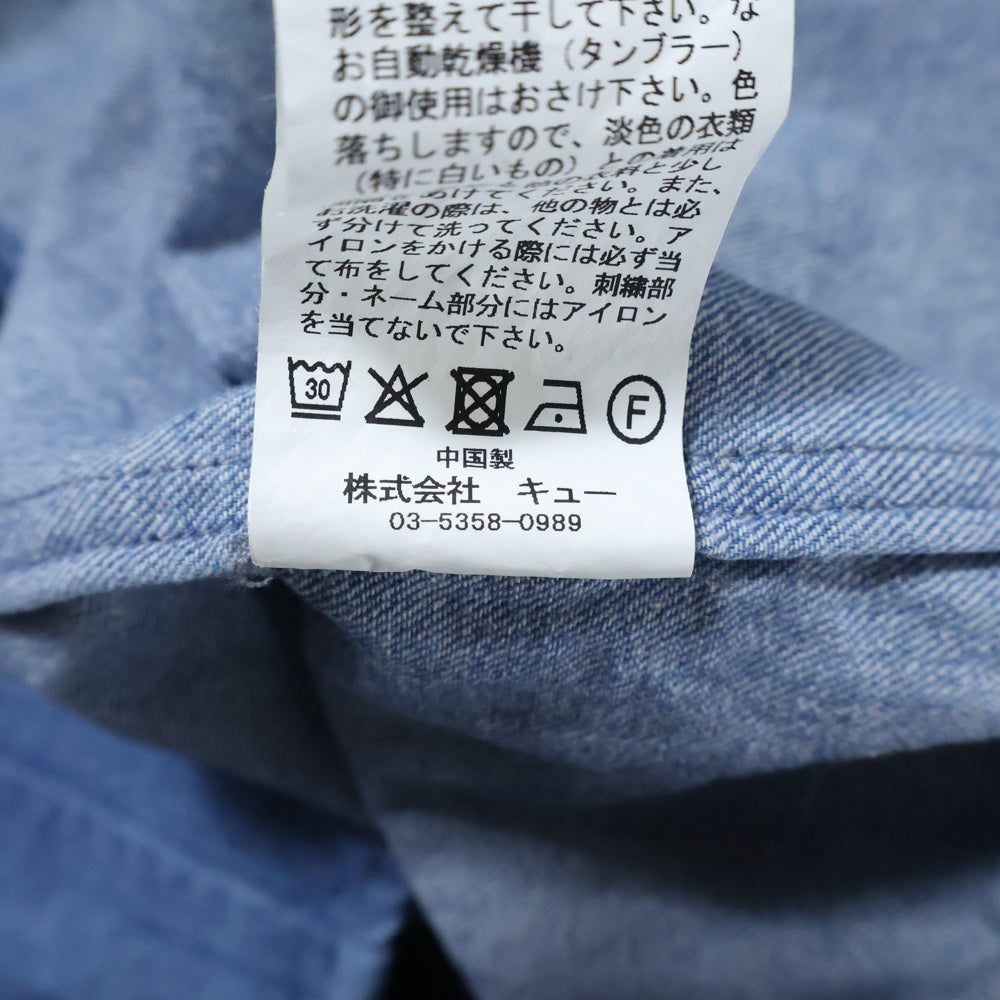 形を整えて干して下さい。な
お自動乾燥機（タンブラー）
の御使用はおさけ下さい。色
落ちしますので、淡色の衣類
（特に白いもの）との着用は
あけてください。また、
お洗濯の際は、他の物とは必
ず分けて洗ってください。ア
イロンをかける際には必ず当
て布をしてください。刺繍部
分・ネーム部分にはアイロン
を当てないで下さい。
30 F
中国製
株式会社　キュー
03-5358-0989